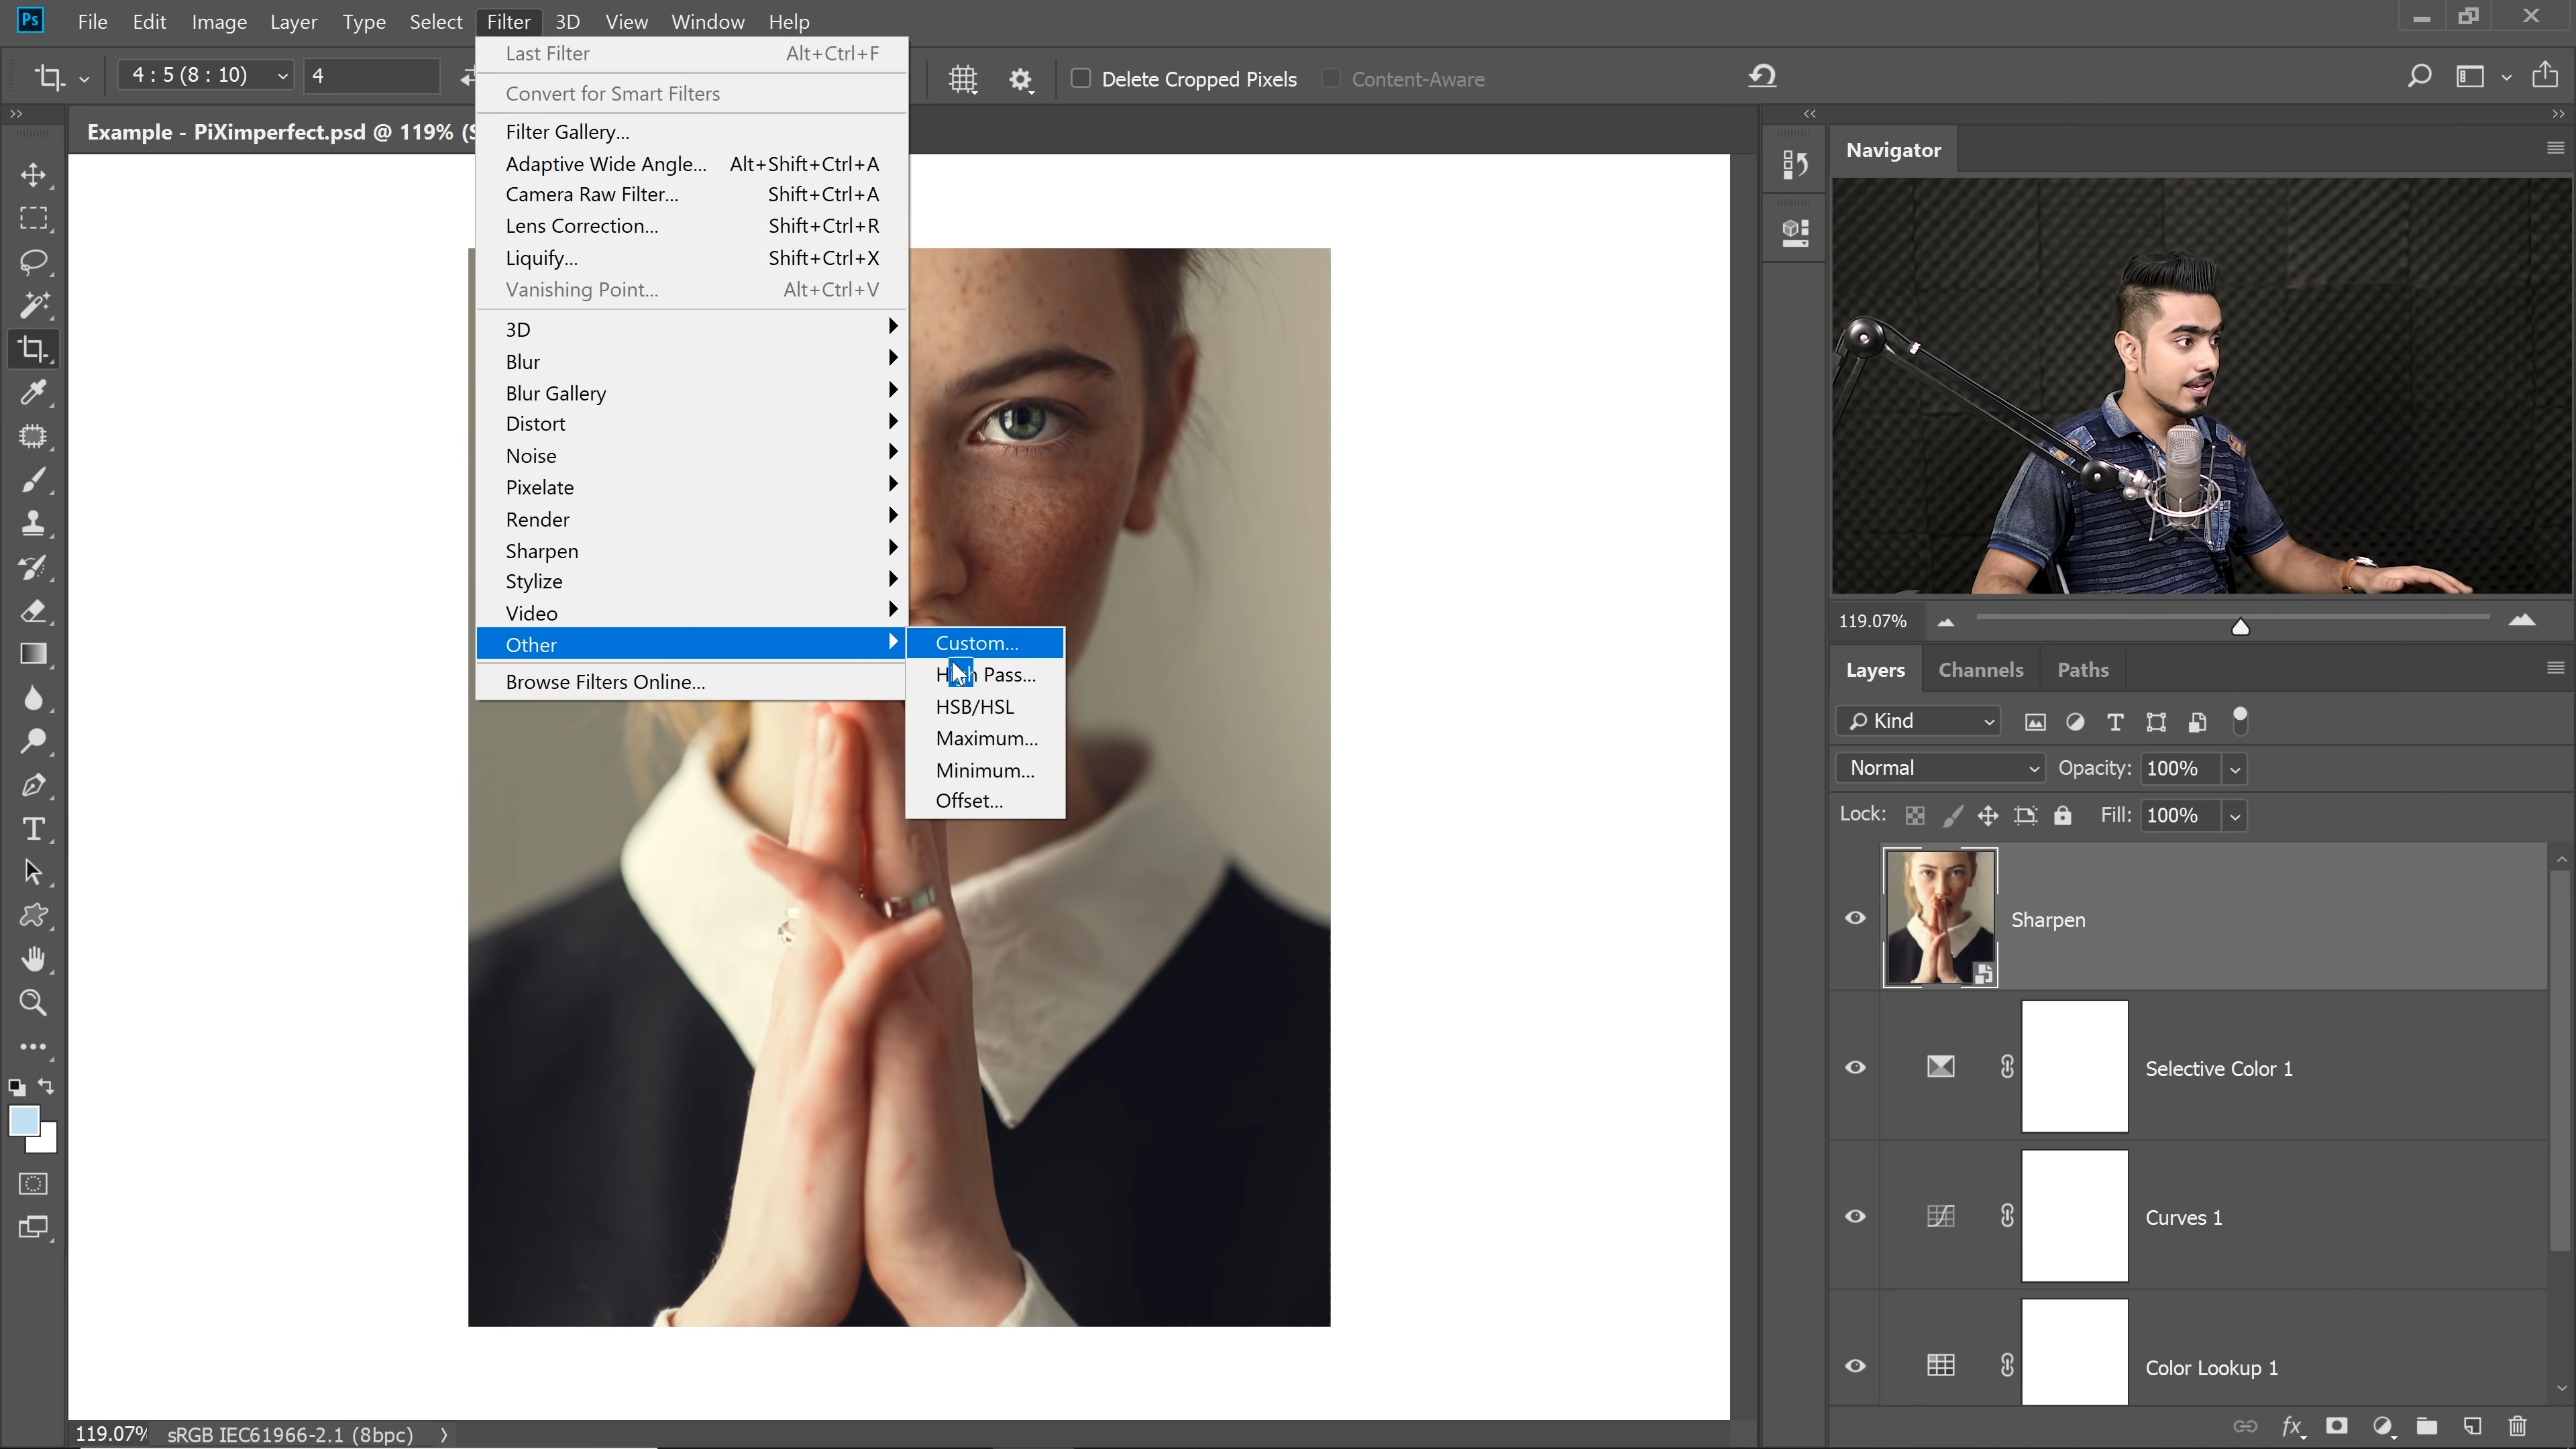 Ps File Edit Image Layer Type Select Filter 3D View Window Help
4 : 5 (8 : 10) 4 Delete Cropped Pixels Content-Aware
Example - PiXimperfect.psd @ 119% (S
Last Filter Alt+Ctrl+F
Convert for Smart Filters
Filter Gallery...
Adaptive Wide Angle... Alt+Shift+Ctrl+A
Camera Raw Filter... Shift+Ctrl+A
Lens Correction... Shift+Ctrl+R
Liquify... Shift+Ctrl+X
Vanishing Point... Alt+Ctrl+V
3D
Blur
Blur Gallery
Distort
Noise
Pixelate
Render
Sharpen
Stylize
Video
Other
Browse Filters Online...
Custom...
High Pass...
HSB/HSL
Maximum...
Minimum...
Offset...
Navigator
119.07%
Layers Channels Paths
Kind
Normal Opacity: 100%
Lock: Fill: 100%
Sharpen
Selective Color 1
Curves 1
Color Lookup 1
fx
119.07% sRGB IEC61966-2.1 (8bpc)